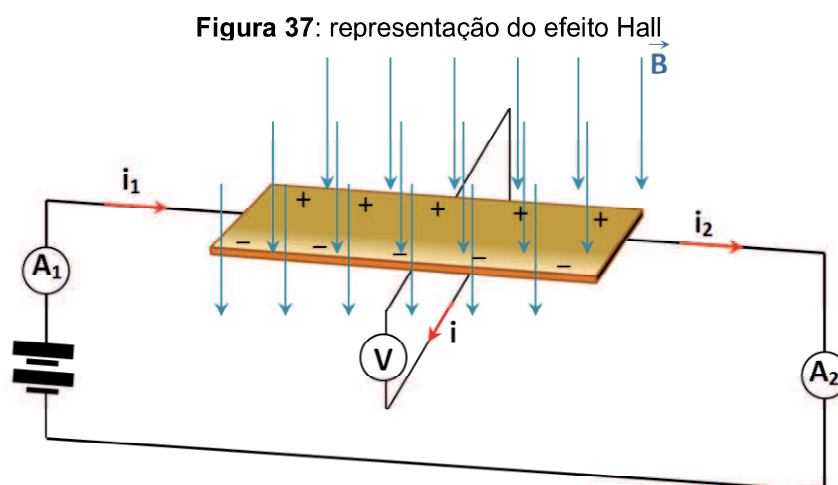 Figura 37: representação do efeito Hall
B
i₁
+ + + + +
− − − − −
i₂
A₁
i
V
A₂